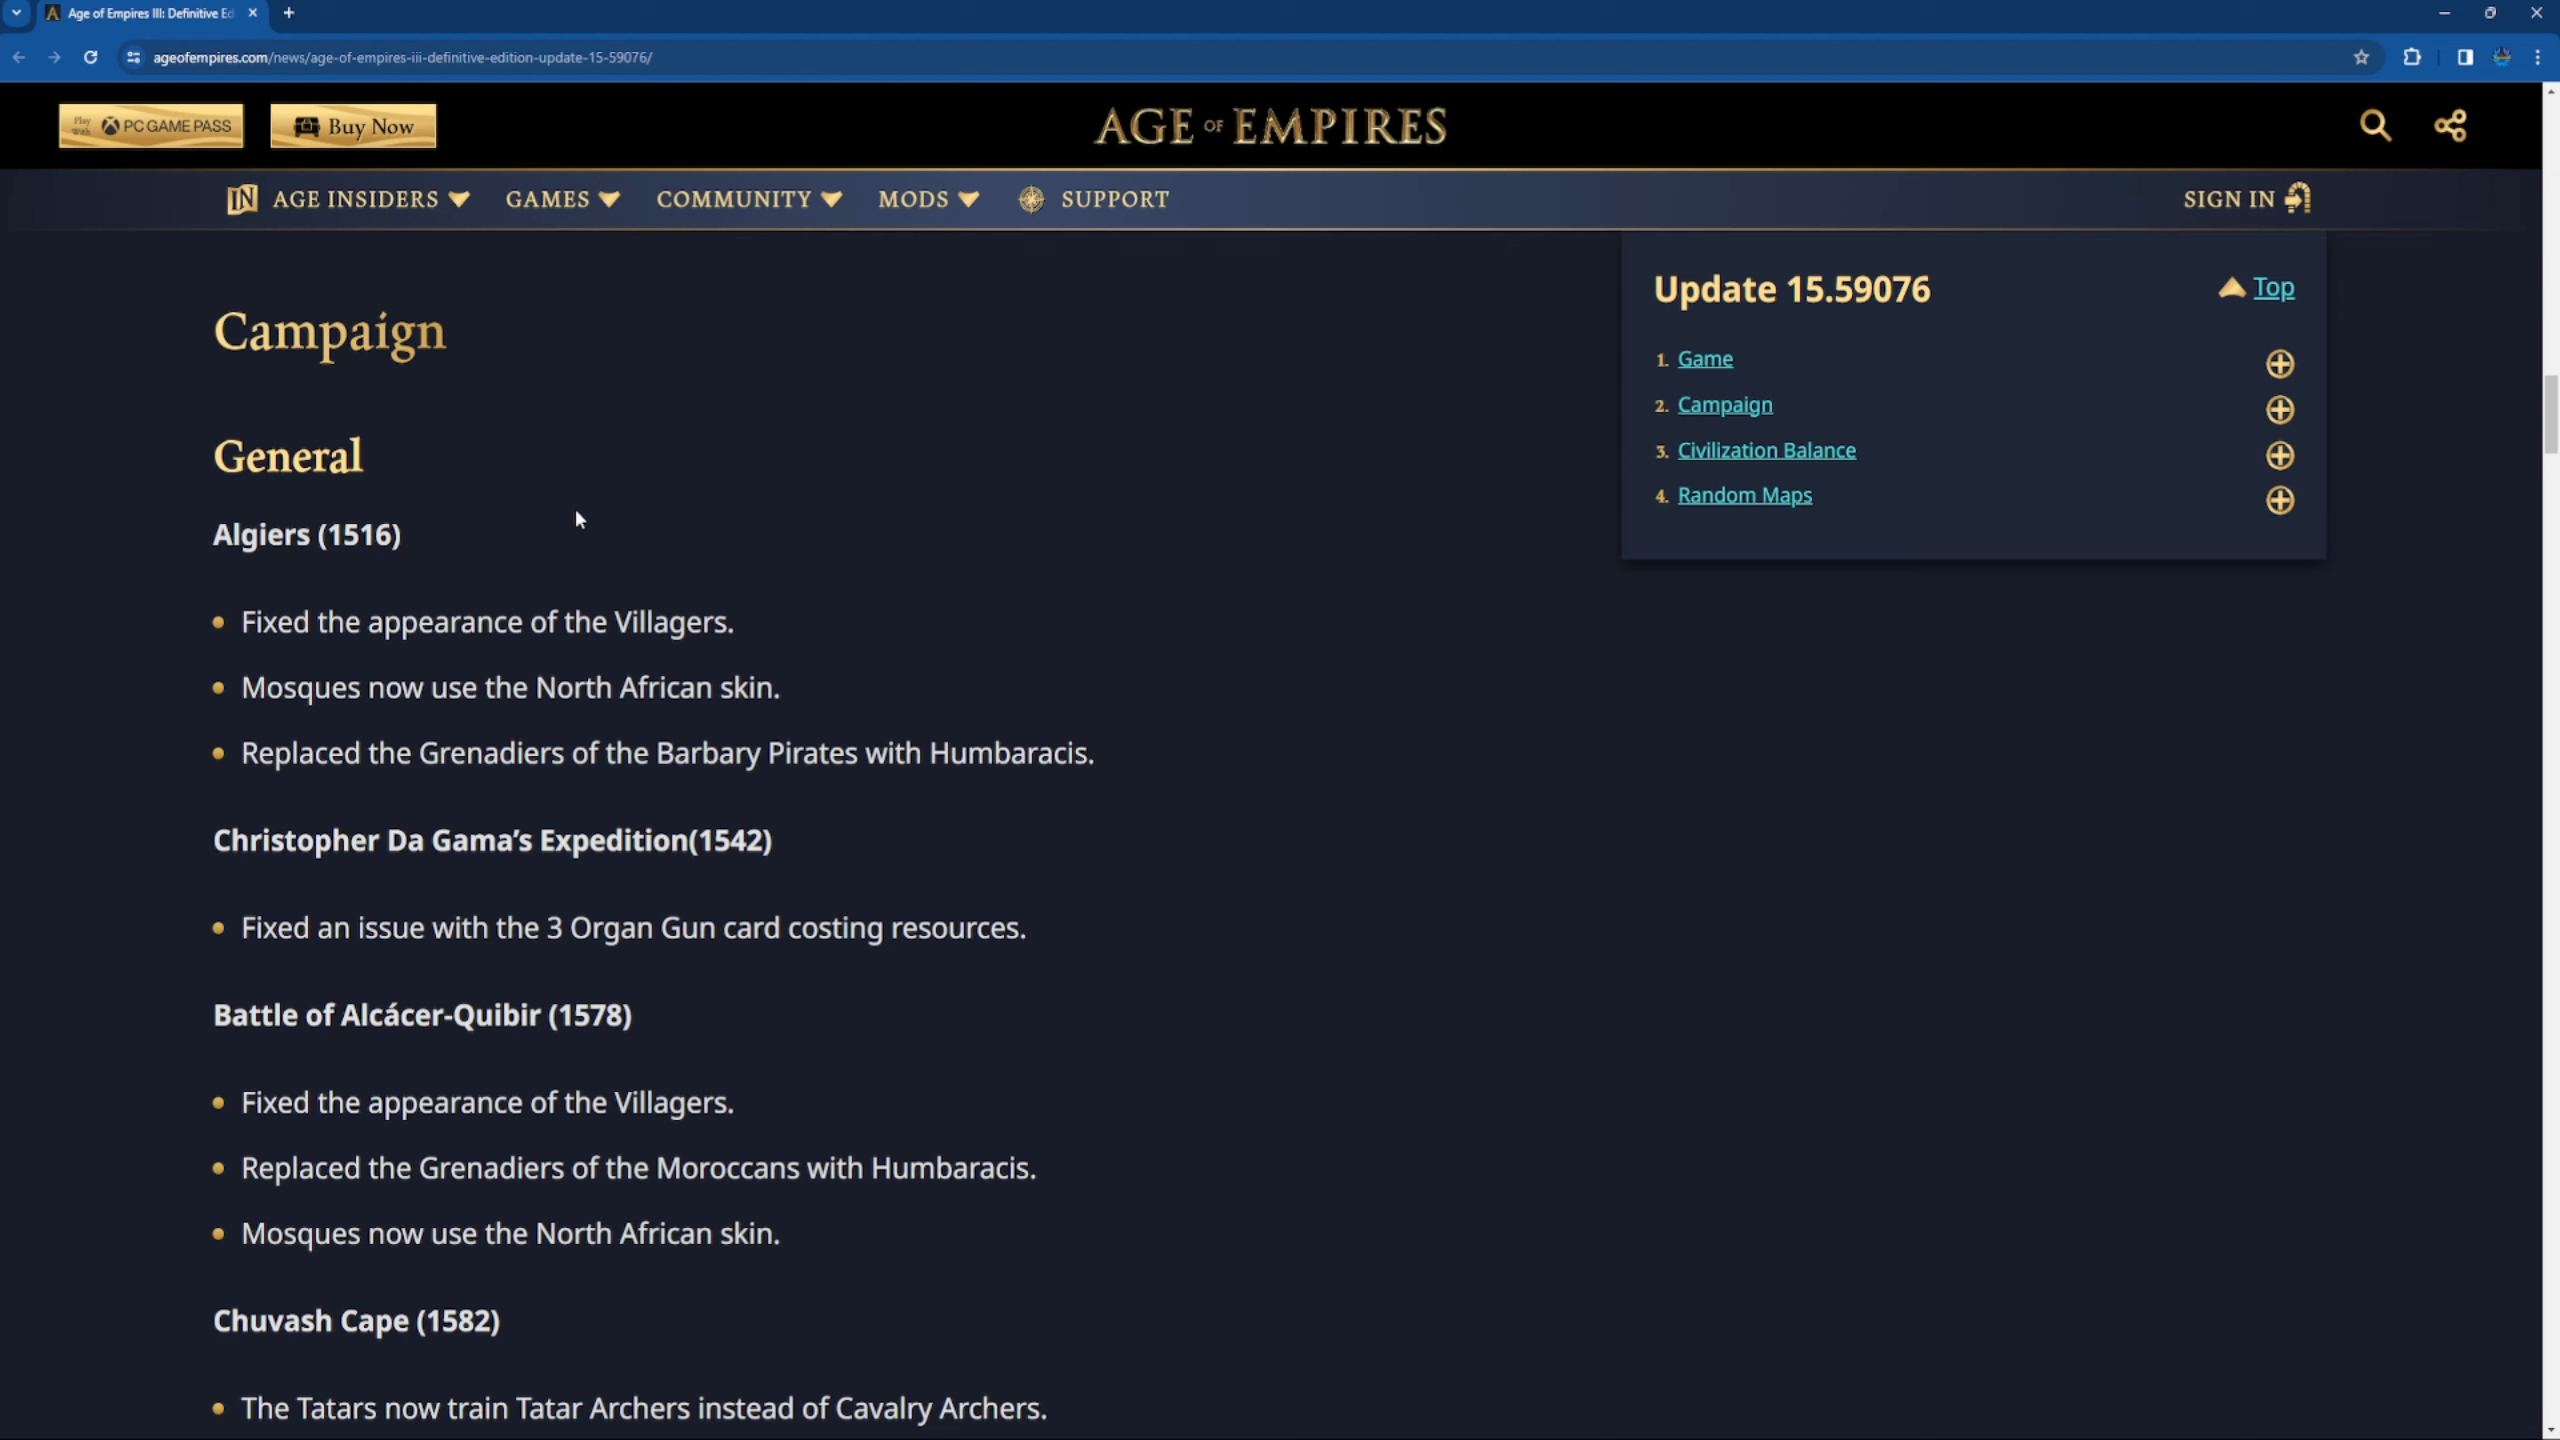 Age of Empires III: Definitive Ed
ageofempires.com/news/age-of-empires-iii-definitive-edition-update-15-59076/
Play With PC GAME PASS
Buy Now
AGE OF EMPIRES
IN AGE INSIDERS
GAMES
COMMUNITY
MODS
SUPPORT
SIGN IN
Campaign
General
Algiers (1516)
Fixed the appearance of the Villagers.
Mosques now use the North African skin.
Replaced the Grenadiers of the Barbary Pirates with Humbaracis.
Christopher Da Gama’s Expedition(1542)
Fixed an issue with the 3 Organ Gun card costing resources.
Battle of Alcácer-Quibir (1578)
Fixed the appearance of the Villagers.
Replaced the Grenadiers of the Moroccans with Humbaracis.
Mosques now use the North African skin.
Chuvash Cape (1582)
The Tatars now train Tatar Archers instead of Cavalry Archers.
Update 15.59076
Top
1. Game
2. Campaign
3. Civilization Balance
4. Random Maps